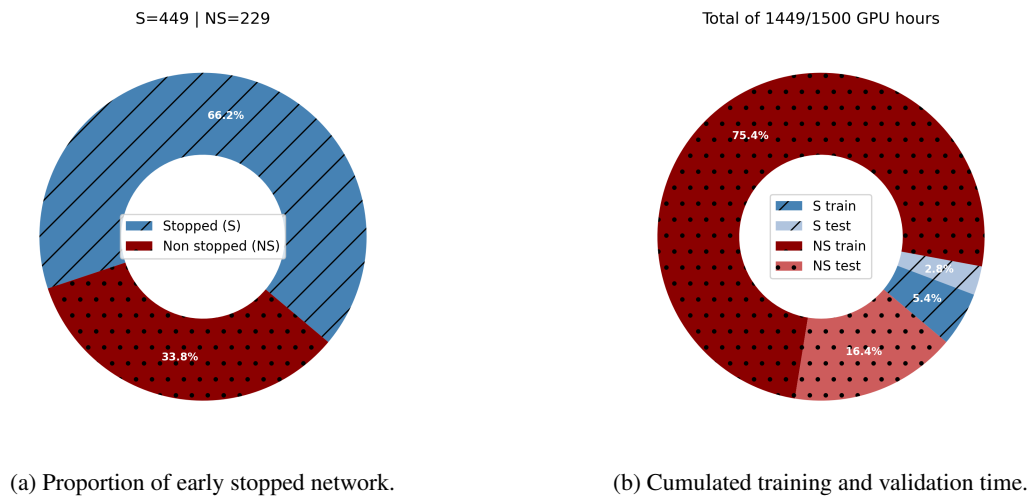 S=449 | NS=229
66.2%
Stopped (S)
Non stopped (NS)
33.8%
(a) Proportion of early stopped network.
Total of 1449/1500 GPU hours
75.4%
S train
S test
NS train
NS test
2.8%
5.4%
16.4%
(b) Cumulated training and validation time.